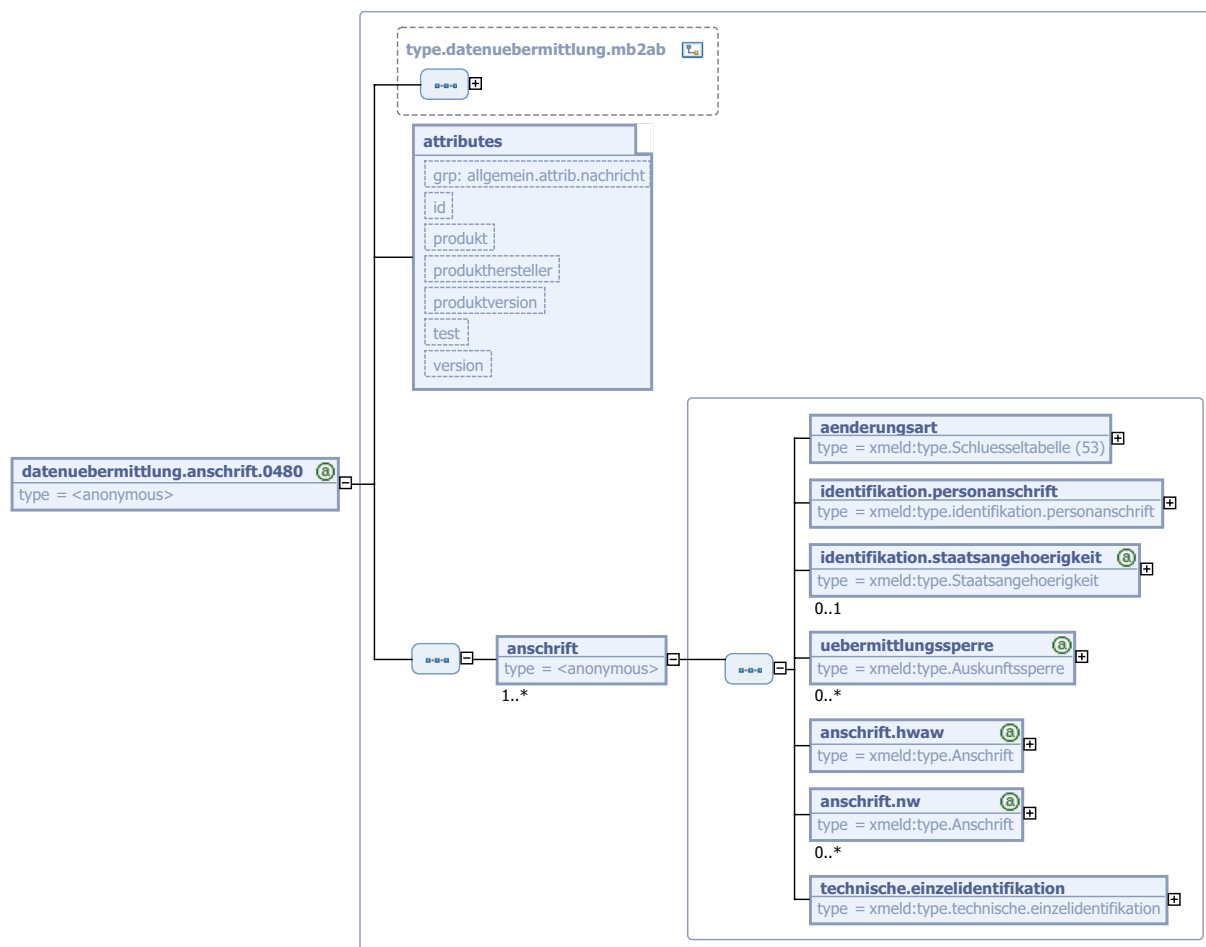 type.datenuebermittlung.mb2ab
attributes
grp: allgemein.attrib.nachricht
id
produkt
produkthersteller
produktversion
test
version
datenuebermittlung.anschrift.0480 a
type = <anonymous>
anschrift
type = <anonymous>
1..*
aenderungsart
type = xmeld:type.Schluesseltabelle (53)
identifikation.personanschrift
type = xmeld:type.identifikation.personanschrift
identifikation.staatsangehoerigkeit a
type = xmeld:type.Staatsangehoerigkeit
0..1
uebermittlungssperre a
type = xmeld:type.Auskunftssperre
0..*
anschrift.hwaw a
type = xmeld:type.Anschrift
anschrift.nw a
type = xmeld:type.Anschrift
0..*
technische.einzelidentifikation
type = xmeld:type.technische.einzelidentifikation